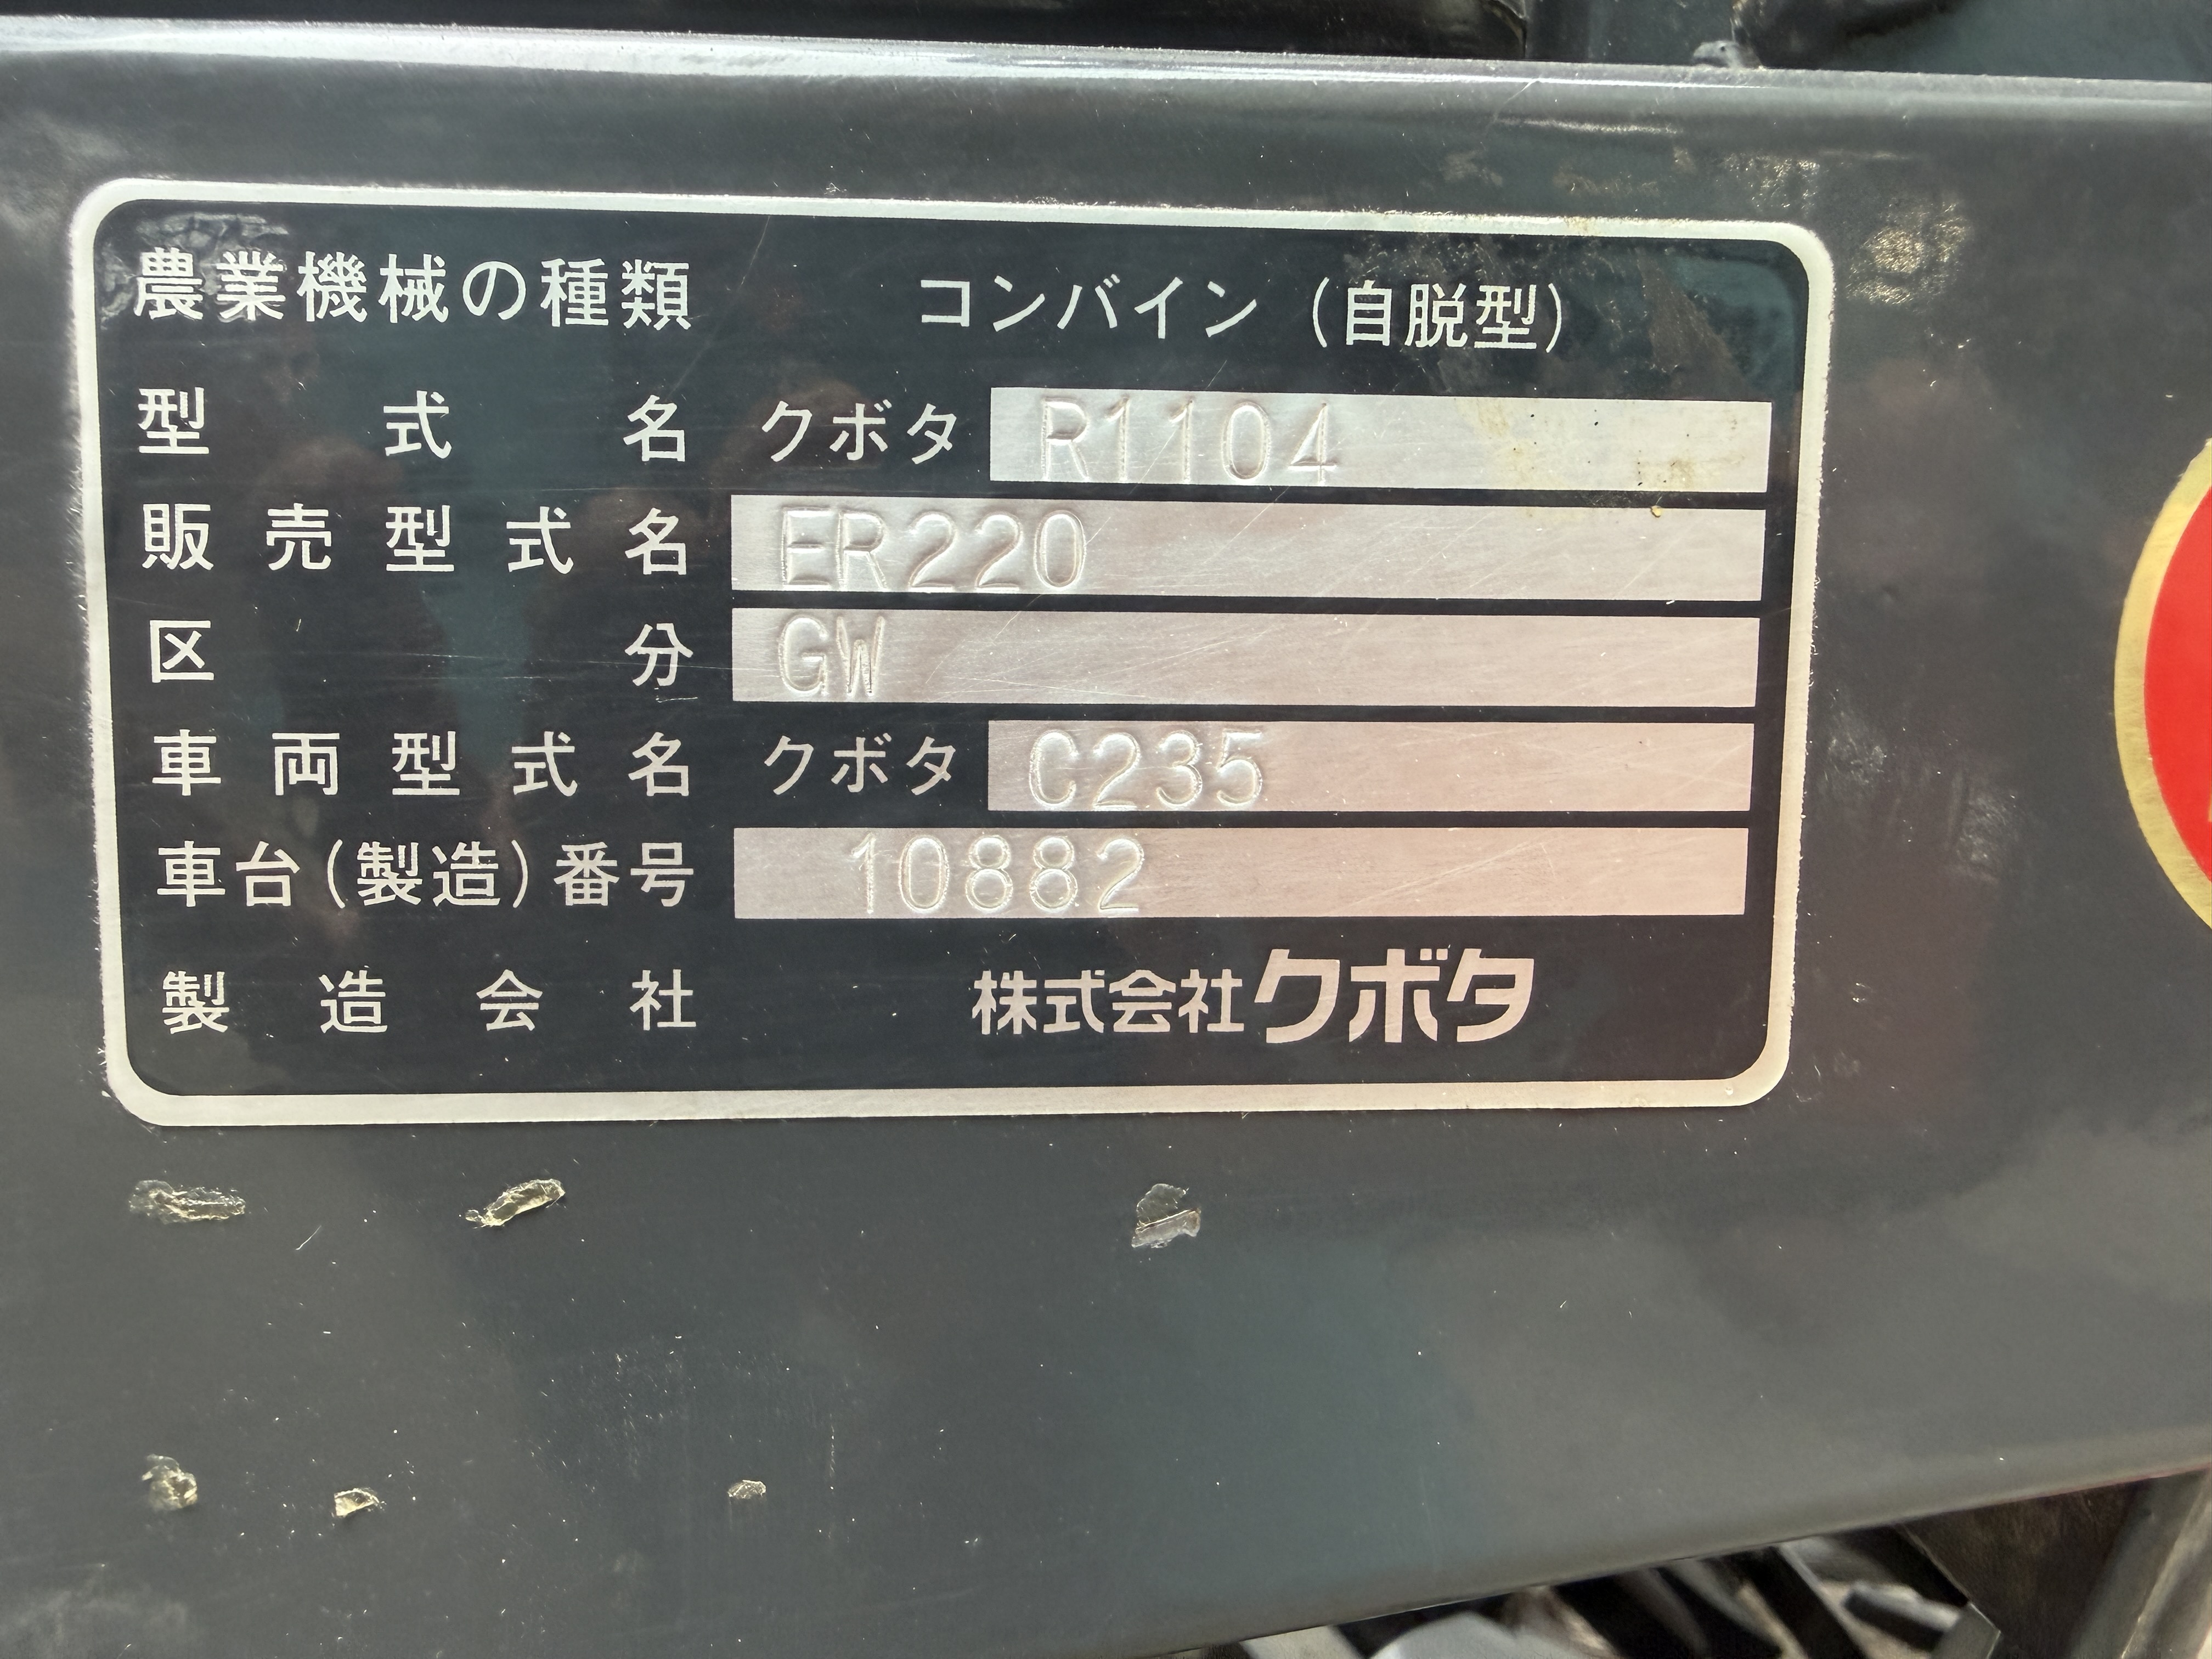 農業機械の種類 コンバイン (自脱型)
型式名 クボタ R1104
販売型式名 ER220
区分 GW
車両型式名 クボタ C235
車台(製造)番号 10882
製造会社 株式会社クボタ